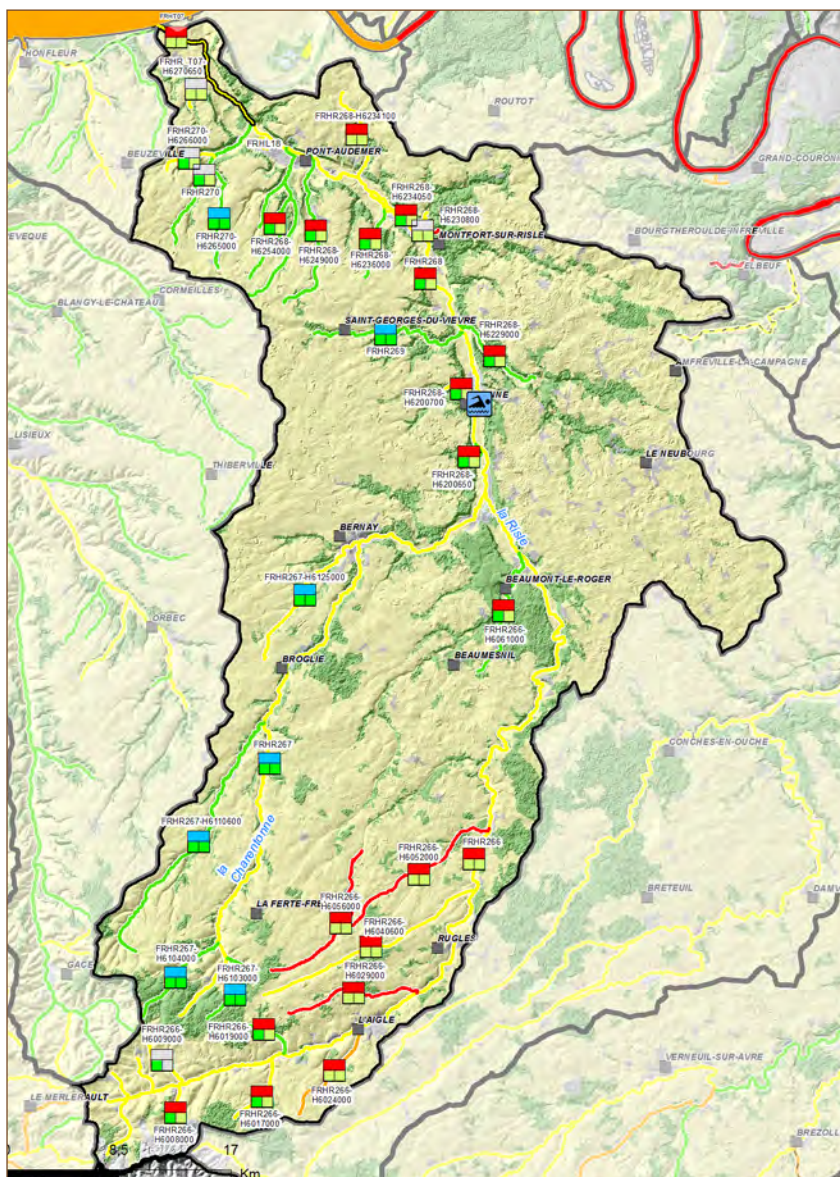 FRHT07
HONFLEUR
FRHR_T07-
H6270650
FRHR268-H6234100
ROUTOT
FRHR270-
H6266000
FRHL18
BEUZEVILLE
PONT-AUDEMER
GRAND-COURONNE
FRHR270
FRHR268-
H6234050
FRHR268-
H6230800
FRHR270-
H6265000
FRHR268-
H6254000
FRHR268-
H6249000
FRHR268-
H6236000
MONTFORT-SUR-RISLE
BOURGTHEROULDE-INFREVILLE
EVEQUE
FRHR268
ELBEUF
CORMEILLES
BLANGY-LE-CHATEAU
SAINT-GEORGES-DU-VIEVRE
FRHR268-
H6229000
FRHR269
AMFREVILLE-LA-CAMPAGNE
FRHR268-
H6200700
NNE
LISIEUX
THIBERVILLE
FRHR268-
H6200650
LE NEUBOURG
la Risle
BERNAY
FRHR267-H6125000
BEAUMONT-LE-ROGER
ORBEC
FRHR266-
H6061000
BROGLIE
BEAUMESNIL
FRHR267
CONCHES-EN-OUCHE
FRHR267-H6110600
la
Charentonne
FRHR266-
H6052000
FRHR266
FRHR266-
H6056000
BRETEUIL
DAMV
LA FERTE-FRE
FRHR266-
H6040600
RUGLES
GACE
FRHR267-
H6104000
FRHR267-
H6103000
FRHR266-
H6029000
FRHR266-
H6009000
FRHR266-
H6019000
L'AIGLE
VERNEUIL-SUR-AVRE
LE MERLERAULT
FRHR266-
H6024000
FRHR266-
H6017000
FRHR266-
H6008000
BREZOLL
0 8,5 17
Km